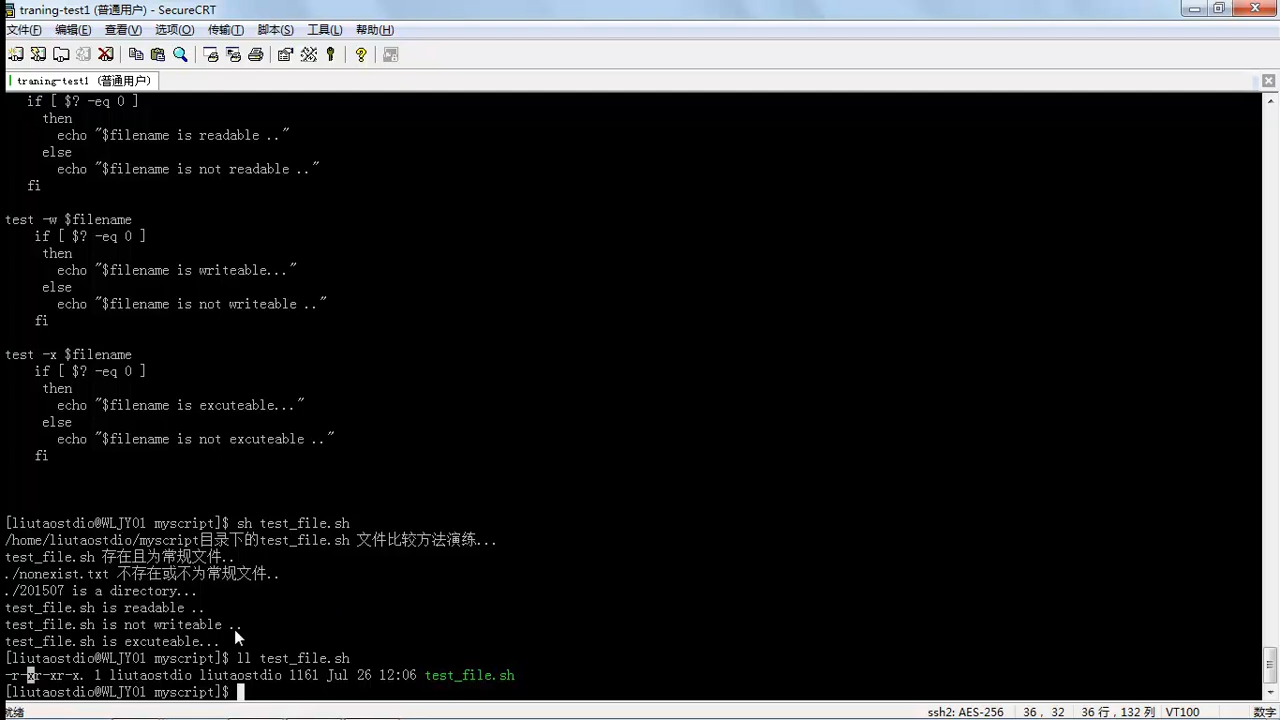 traning-test1 (普通用户) - SecureCRT
文件(F) 编辑(E) 查看(V) 选项(O) 传输(T) 脚本(S) 工具(L) 帮助(H)
traning-test1 (普通用户)
if [ $? -eq 0 ]
then
echo "$filename is readable .."
else
echo "$filename is not readable .."
fi
test -w $filename
if [ $? -eq 0 ]
then
echo "$filename is writeable..."
else
echo "$filename is not writeable .."
fi
test -x $filename
if [ $? -eq 0 ]
then
echo "$filename is excuteable..."
else
echo "$filename is not excuteable .."
fi
[liutaostdio@WLJY01 myscript]$ sh test_file.sh
/home/liutaostdio/myscript目录下的test_file.sh 文件比较方法演练...
test_file.sh 存在且为常规文件..
./nonexist.txt 不存在或不为常规文件..
./201507 is a directory...
test_file.sh is readable ..
test_file.sh is not writeable ..
test_file.sh is excuteable...
[liutaostdio@WLJY01 myscript]$ ll test_file.sh
-r-xr-xr-x. 1 liutaostdio liutaostdio 1161 Jul 26 12:06 test_file.sh
[liutaostdio@WLJY01 myscript]$
就绪 ssh2: AES-256 36, 32 36 行, 132 列 VT100 数字